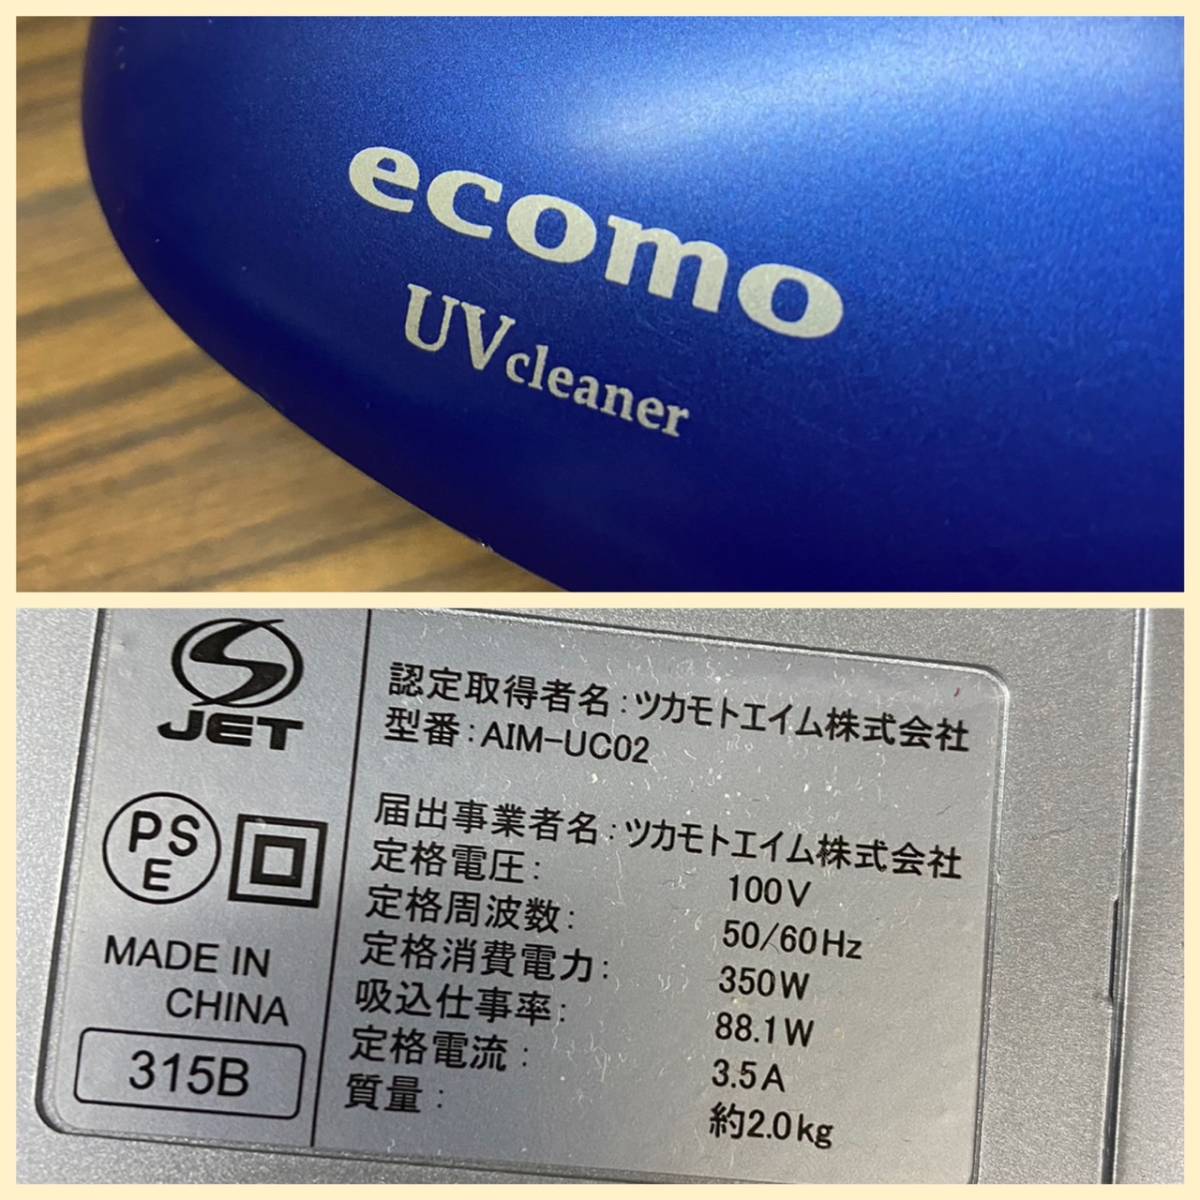 ecomo
UVcleaner
JET
PSE
MADE IN
CHINA
315B
認定取得者名:ツカモトエイム株式会社
型番:AIM-UC02
届出事業者名:ツカモトエイム株式会社
定格電圧: 100V
定格周波数: 50/60Hz
定格消費電力: 350W
吸込仕事率: 88.1W
定格電流: 3.5A
質量: 約2.0kg